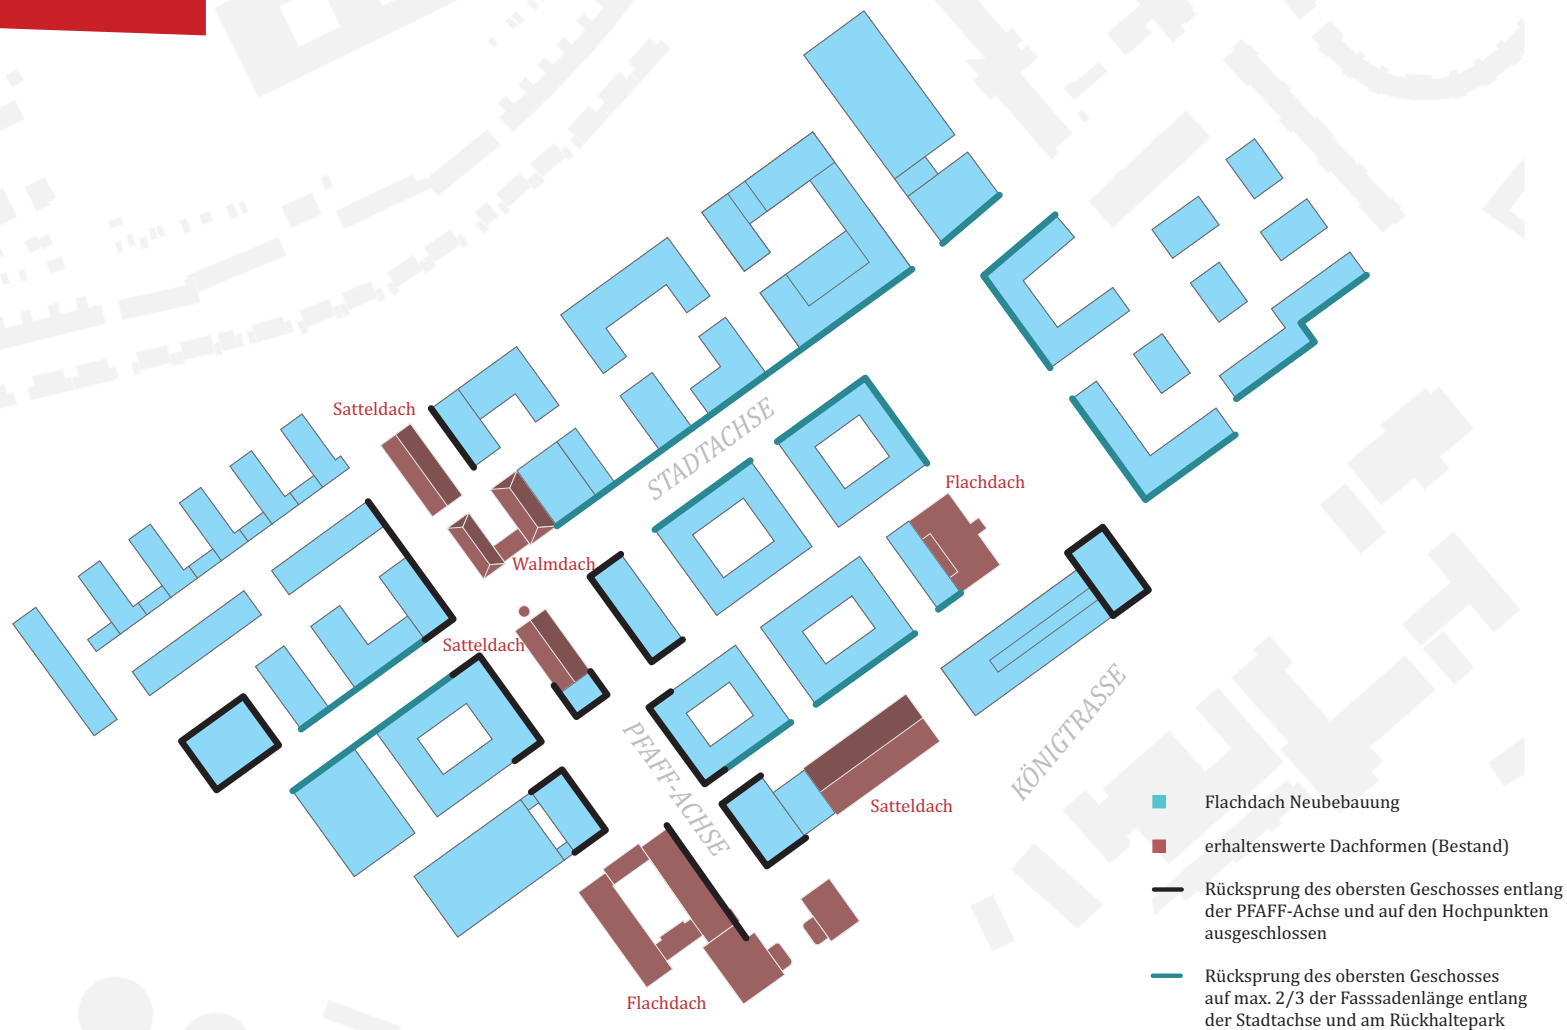 Satteldach
STADTACHSE
Flachdach
Walmdach
Satteldach
PFAFF-ACHSE
KÖNIGTRASSE
Satteldach
Flachdach
Flachdach Neubebauung
erhaltenswerte Dachformen (Bestand)
Rücksprung des obersten Geschosses entlang
der PFAFF-Achse und auf den Hochpunkten
ausgeschlossen
Rücksprung des obersten Geschosses
auf max. 2/3 der Fasssadenlänge entlang
der Stadtachse und am Rückhaltepark